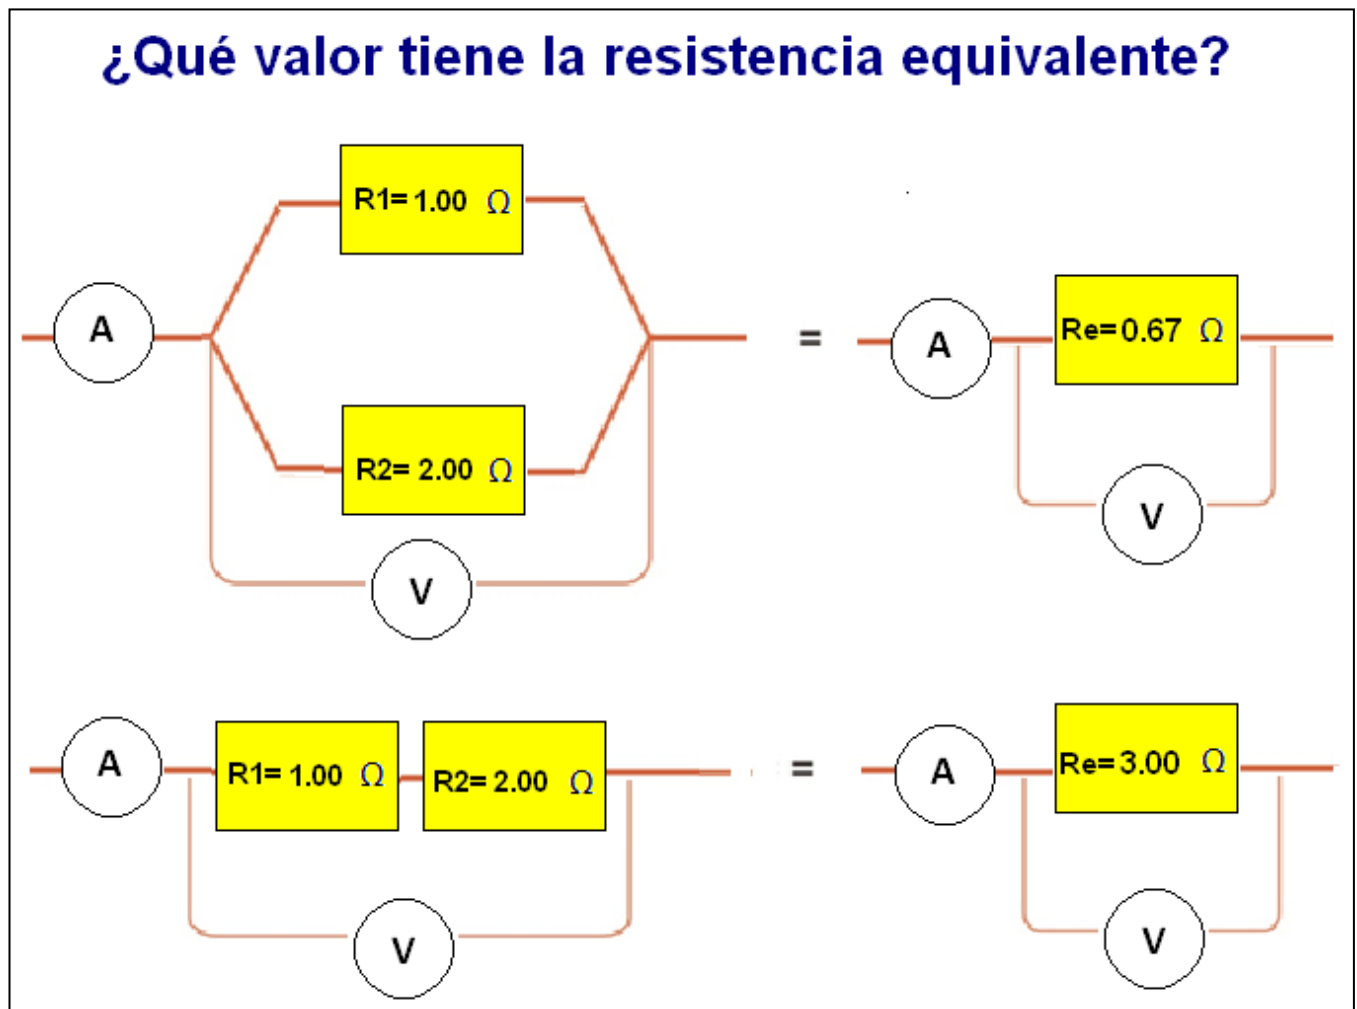 ¿Qué valor tiene la resistencia equivalente?
R1= 1.00 Ω
A
=
A
Re= 0.67 Ω
R2= 2.00 Ω
V
V
A
R1= 1.00 Ω
R2= 2.00 Ω
=
A
Re= 3.00 Ω
V
V